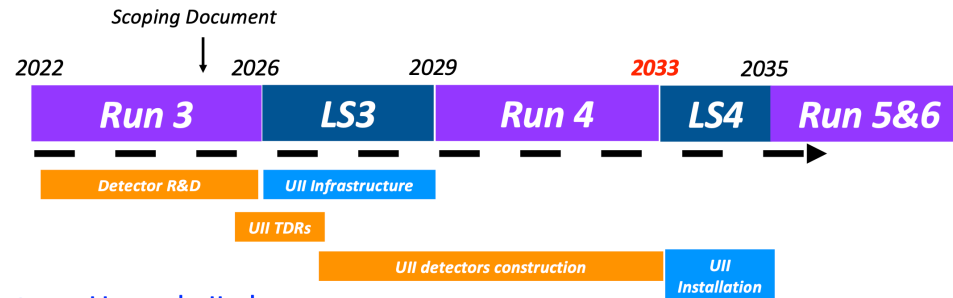 Scoping Document
2022 2026 2029 2033 2035
Run 3 LS3 Run 4 LS4 Run 5&6
Detector R&D UII Infrastructure
UII TDRs
UII detectors construction UII
Installation